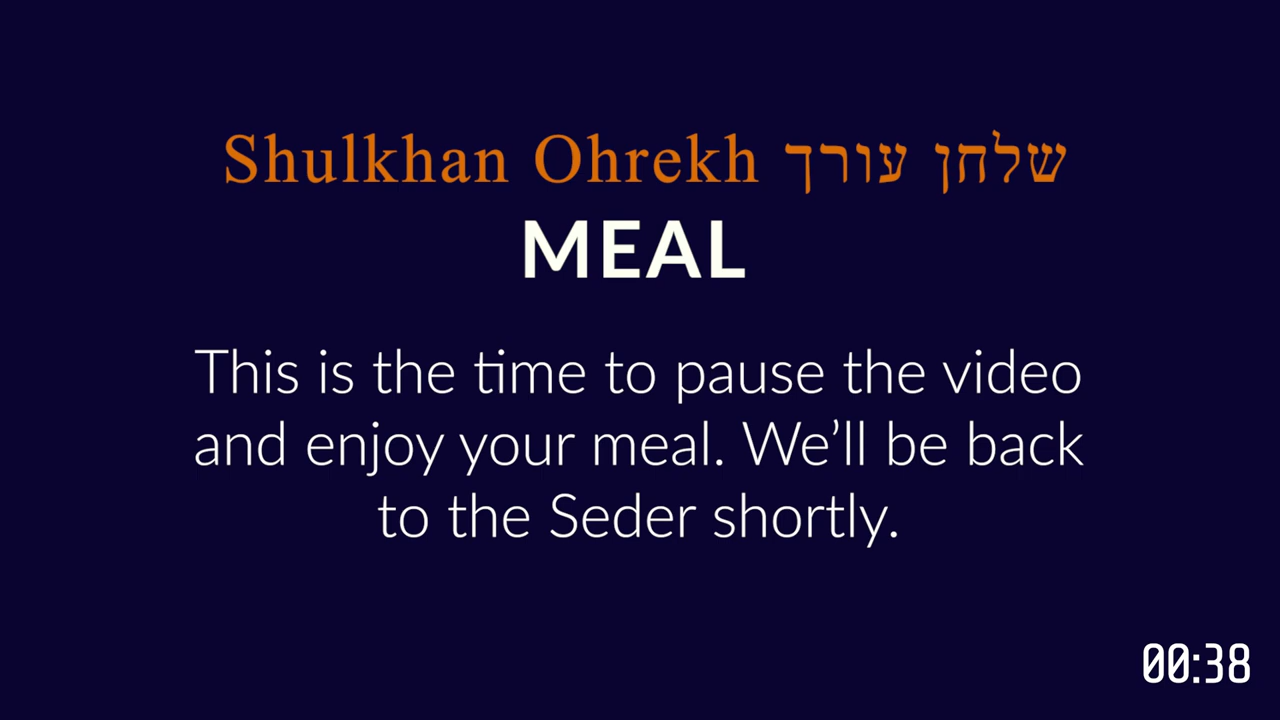 Shulkhan Ohrekh שלחן עורך
MEAL
This is the time to pause the video
and enjoy your meal. We’ll be back
to the Seder shortly.
00:38